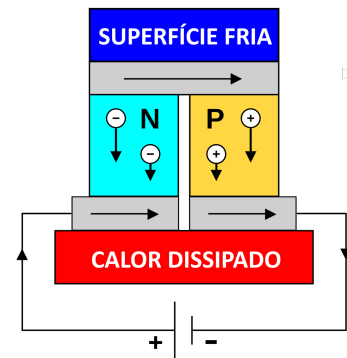 SUPERFÍCIE FRIA
− N P +
− +
CALOR DISSIPADO
+ -